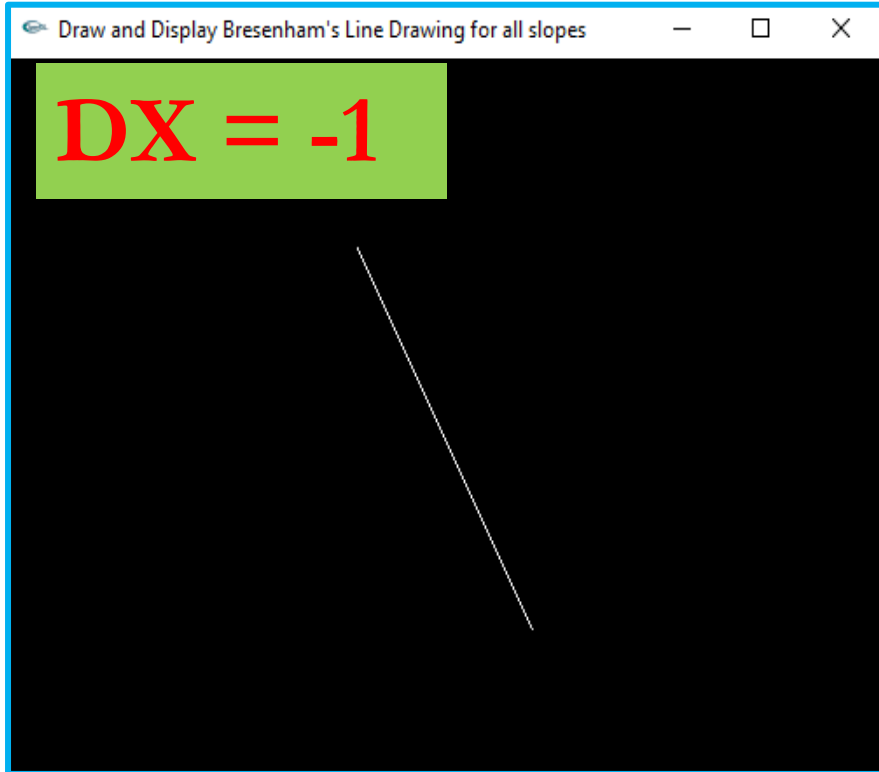 Draw and Display Bresenham's Line Drawing for all slopes
DX = -1